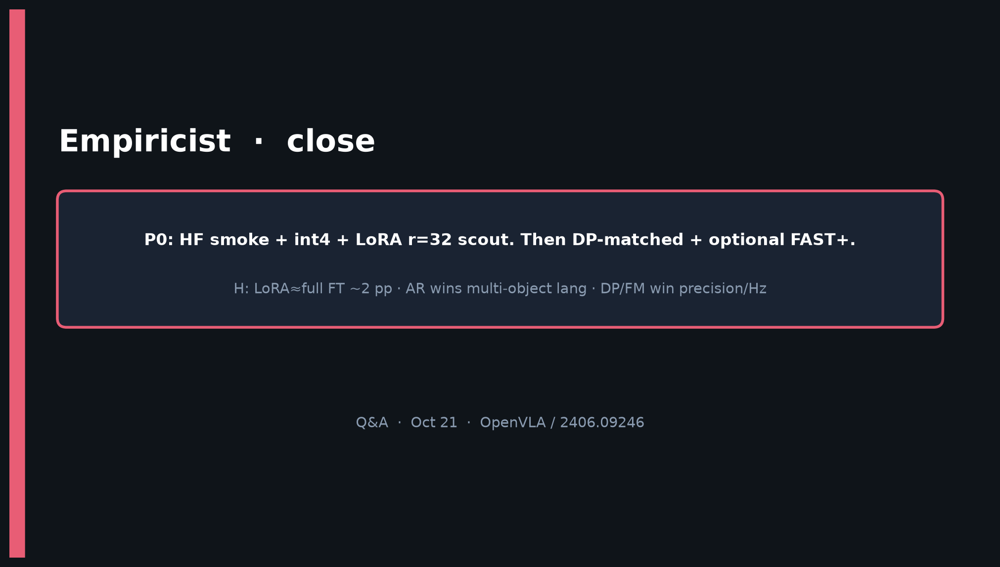 Empiricist · close
P0: HF smoke + int4 + LoRA r=32 scout. Then DP-matched + optional FAST+.
H: LoRA≈full FT ~2 pp · AR wins multi-object lang · DP/FM win precision/Hz
Q&A · Oct 21 · OpenVLA / 2406.09246